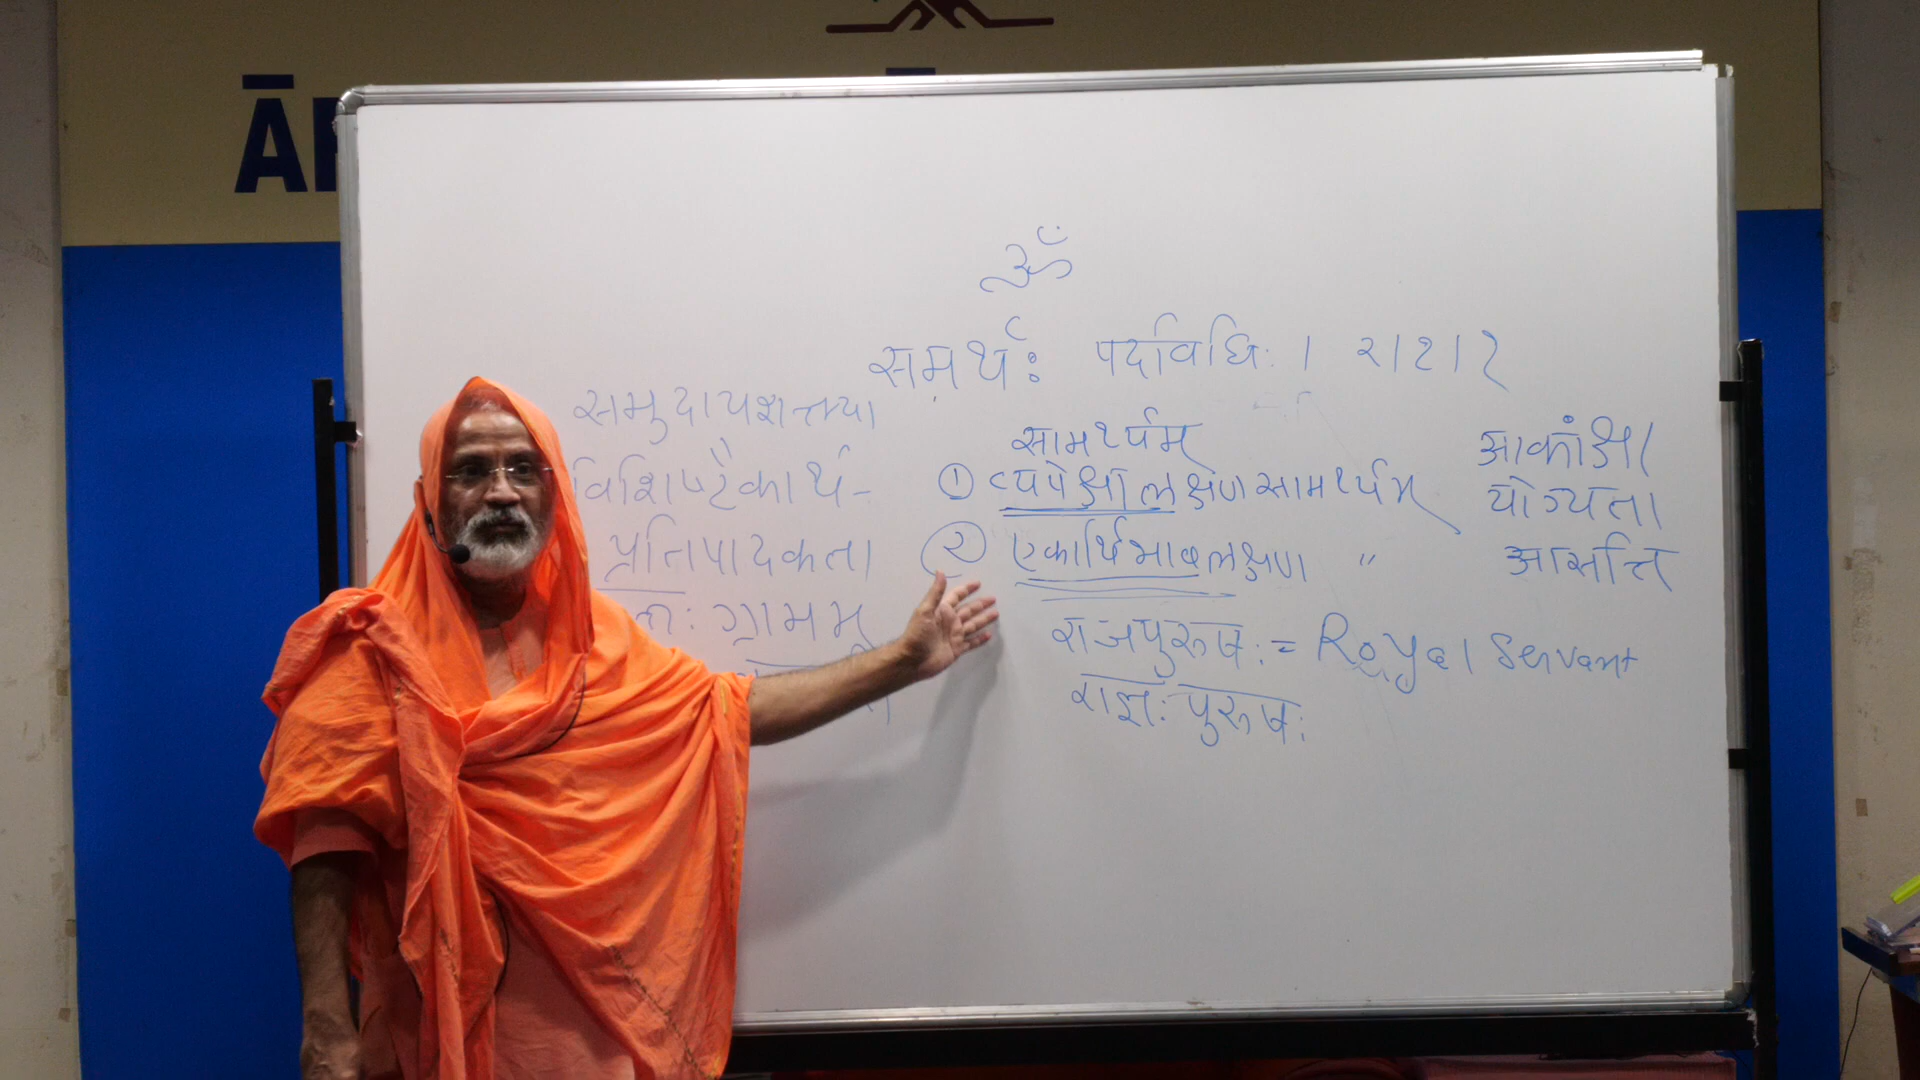 ॐ
समर्थः पदविधिः । २।१।१
सामर्थ्यम्
① व्यपेक्षालक्षणसामर्थ्यम्
② एकार्थीभावलक्षण "
राजपुरुषः = Royal Servant
राज्ञः पुरुषः
आकांक्षा
योग्यता
आसत्ति
समुदायशक्त्या
विशिष्टैकार्थ-
प्रतिपादकता
ग्रामम्